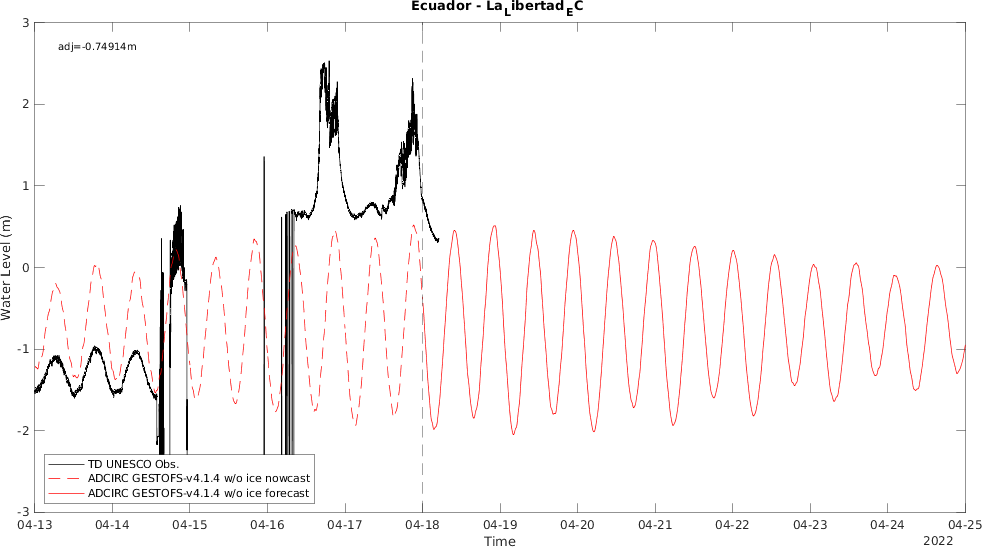 Ecuador - LaLibertadEC
adj=-0.74914m
3
2
1
0
-1
-2
-3
Water Level (m)
TD UNESCO Obs.
ADCIRC GESTOFS-v4.1.4 w/o ice nowcast
ADCIRC GESTOFS-v4.1.4 w/o ice forecast
04-13 04-14 04-15 04-16 04-17 04-18 04-19 04-20 04-21 04-22 04-23 04-24 04-25
Time
2022